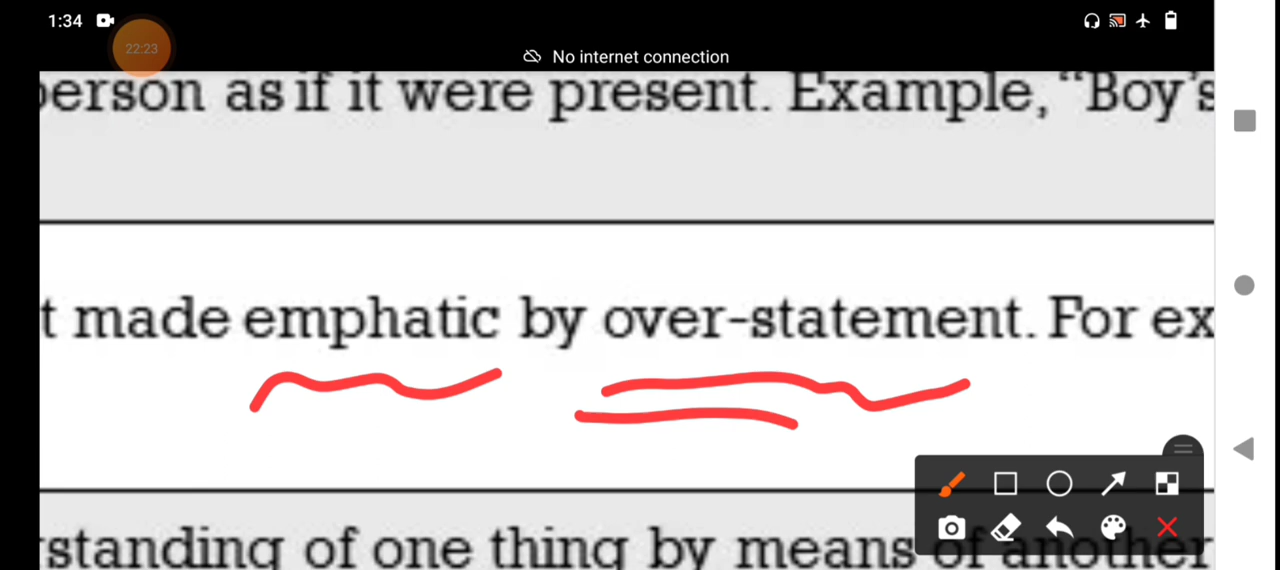 1:34
22:23
No internet connection
person as if it were present. Example, "Boy's
t made emphatic by over-statement. For ex
standing of one thing by means of another